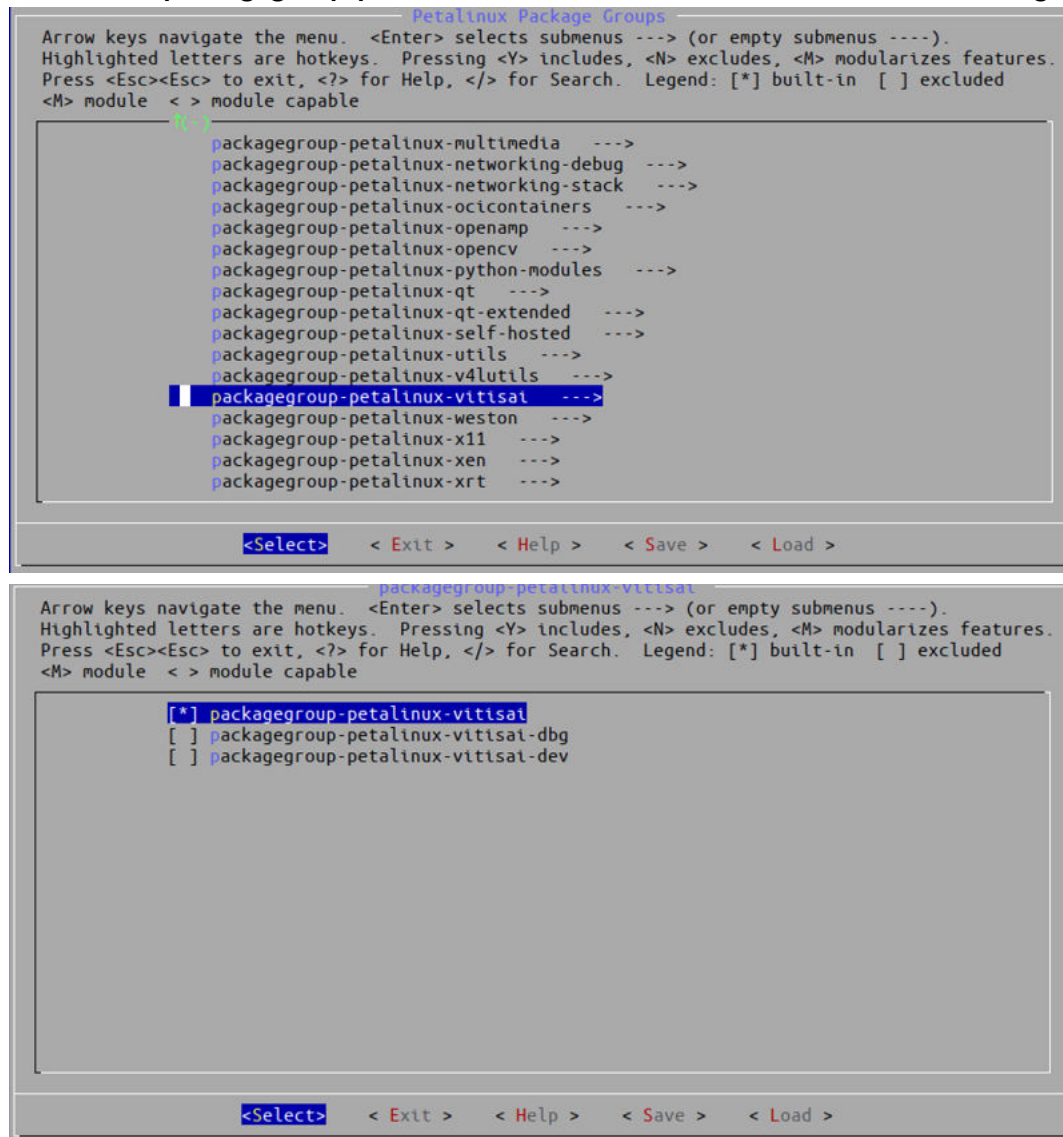 Petalinux Package Groups
Arrow keys navigate the menu. <Enter> selects submenus ---> (or empty submenus ----).
Highlighted letters are hotkeys. Pressing <Y> includes, <N> excludes, <M> modularizes features.
Press <Esc><Esc> to exit, <?> for Help, </> for Search. Legend: [*] built-in [ ] excluded
<M> module < > module capable
↑(-)
packagegroup-petalinux-multimedia --->
packagegroup-petalinux-networking-debug --->
packagegroup-petalinux-networking-stack --->
packagegroup-petalinux-ocicontainers --->
packagegroup-petalinux-openamp --->
packagegroup-petalinux-opencv --->
packagegroup-petalinux-python-modules --->
packagegroup-petalinux-qt --->
packagegroup-petalinux-qt-extended --->
packagegroup-petalinux-self-hosted --->
packagegroup-petalinux-utils --->
packagegroup-petalinux-v4lutils --->
packagegroup-petalinux-vitisai --->
packagegroup-petalinux-weston --->
packagegroup-petalinux-x11 --->
packagegroup-petalinux-xen --->
packagegroup-petalinux-xrt --->
<Select> < Exit > < Help > < Save > < Load >
packagegroup-petalinux-vitisai
Arrow keys navigate the menu. <Enter> selects submenus ---> (or empty submenus ----).
Highlighted letters are hotkeys. Pressing <Y> includes, <N> excludes, <M> modularizes features.
Press <Esc><Esc> to exit, <?> for Help, </> for Search. Legend: [*] built-in [ ] excluded
<M> module < > module capable
[*] packagegroup-petalinux-vitisai
[ ] packagegroup-petalinux-vitisai-dbg
[ ] packagegroup-petalinux-vitisai-dev
<Select> < Exit > < Help > < Save > < Load >